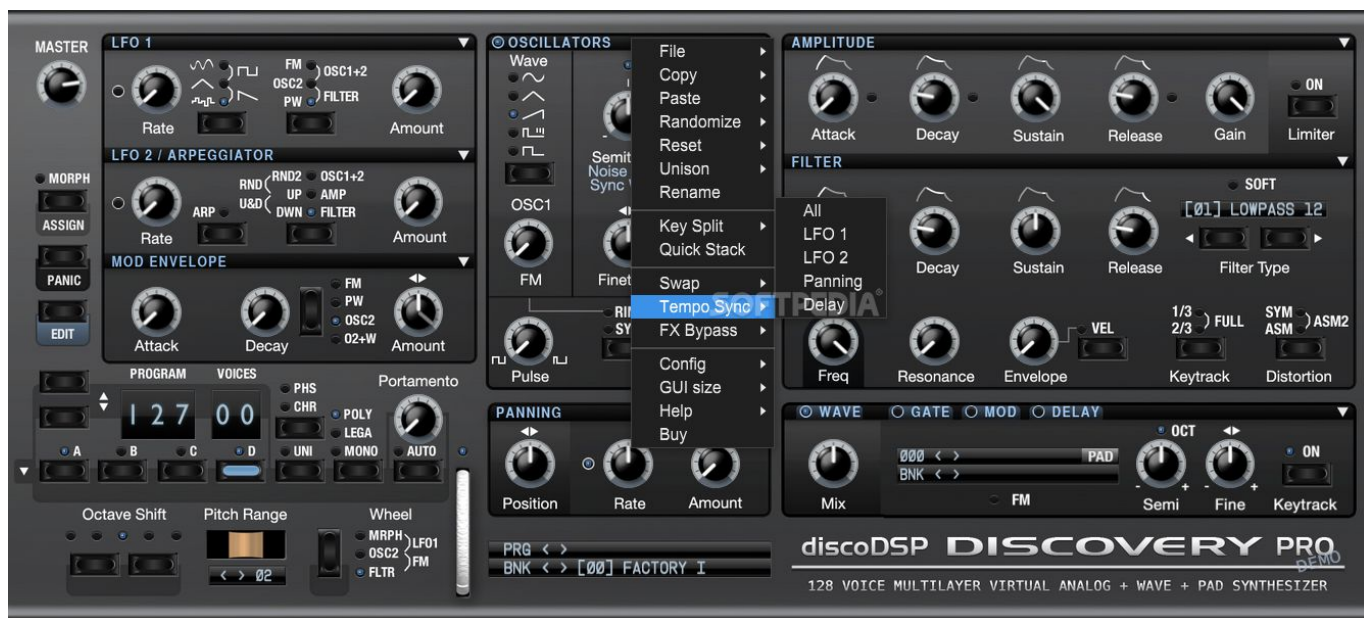 MASTER
LFO 1
FM
OSC2
PW
OSC1+2
FILTER
Rate
Amount
LFO 2 / ARPEGGIATOR
MORPH
ASSIGN
PANIC
EDIT
ARP
RND
U&D
RND2
UP
DWN
OSC1+2
AMP
FILTER
Rate
Amount
MOD ENVELOPE
FM
PW
OSC2
O2+W
Attack
Decay
Amount
PROGRAM
VOICES
127
00
PHS
CHR
POLY
LEGA
MONO
Portamento
A
B
C
D
UNI
AUTO
Octave Shift
Pitch Range
< > 02
Wheel
MRPH
OSC2
FLTR
LFO1
FM
OSCILLATORS
Wave
Semit
Noise
Sync
OSC1
FM
Finet
Pulse
File
Copy
Paste
Randomize
Reset
Unison
Rename
Key Split
Quick Stack
Swap
Tempo Sync
FX Bypass
Config
GUI size
Help
Buy
All
LFO 1
LFO 2
Panning
Delay
SOFTPEDIA®
PANNING
Position
Rate
Amount
PRG < >
BNK < > [00] FACTORY I
AMPLITUDE
Attack
Decay
Sustain
Release
Gain
ON
Limiter
FILTER
SOFT
[01] LOWPASS 12
Decay
Sustain
Release
Filter Type
Freq
Resonance
Envelope
VEL
1/3
2/3
FULL
Keytrack
SYM
ASM
ASM2
Distortion
WAVE
GATE
MOD
DELAY
Mix
000 < >
PAD
BNK < >
FM
OCT
Semi
Fine
ON
Keytrack
discoDSP DISCOVERY PRO
DEMO
128 VOICE MULTILAYER VIRTUAL ANALOG + WAVE + PAD SYNTHESIZER